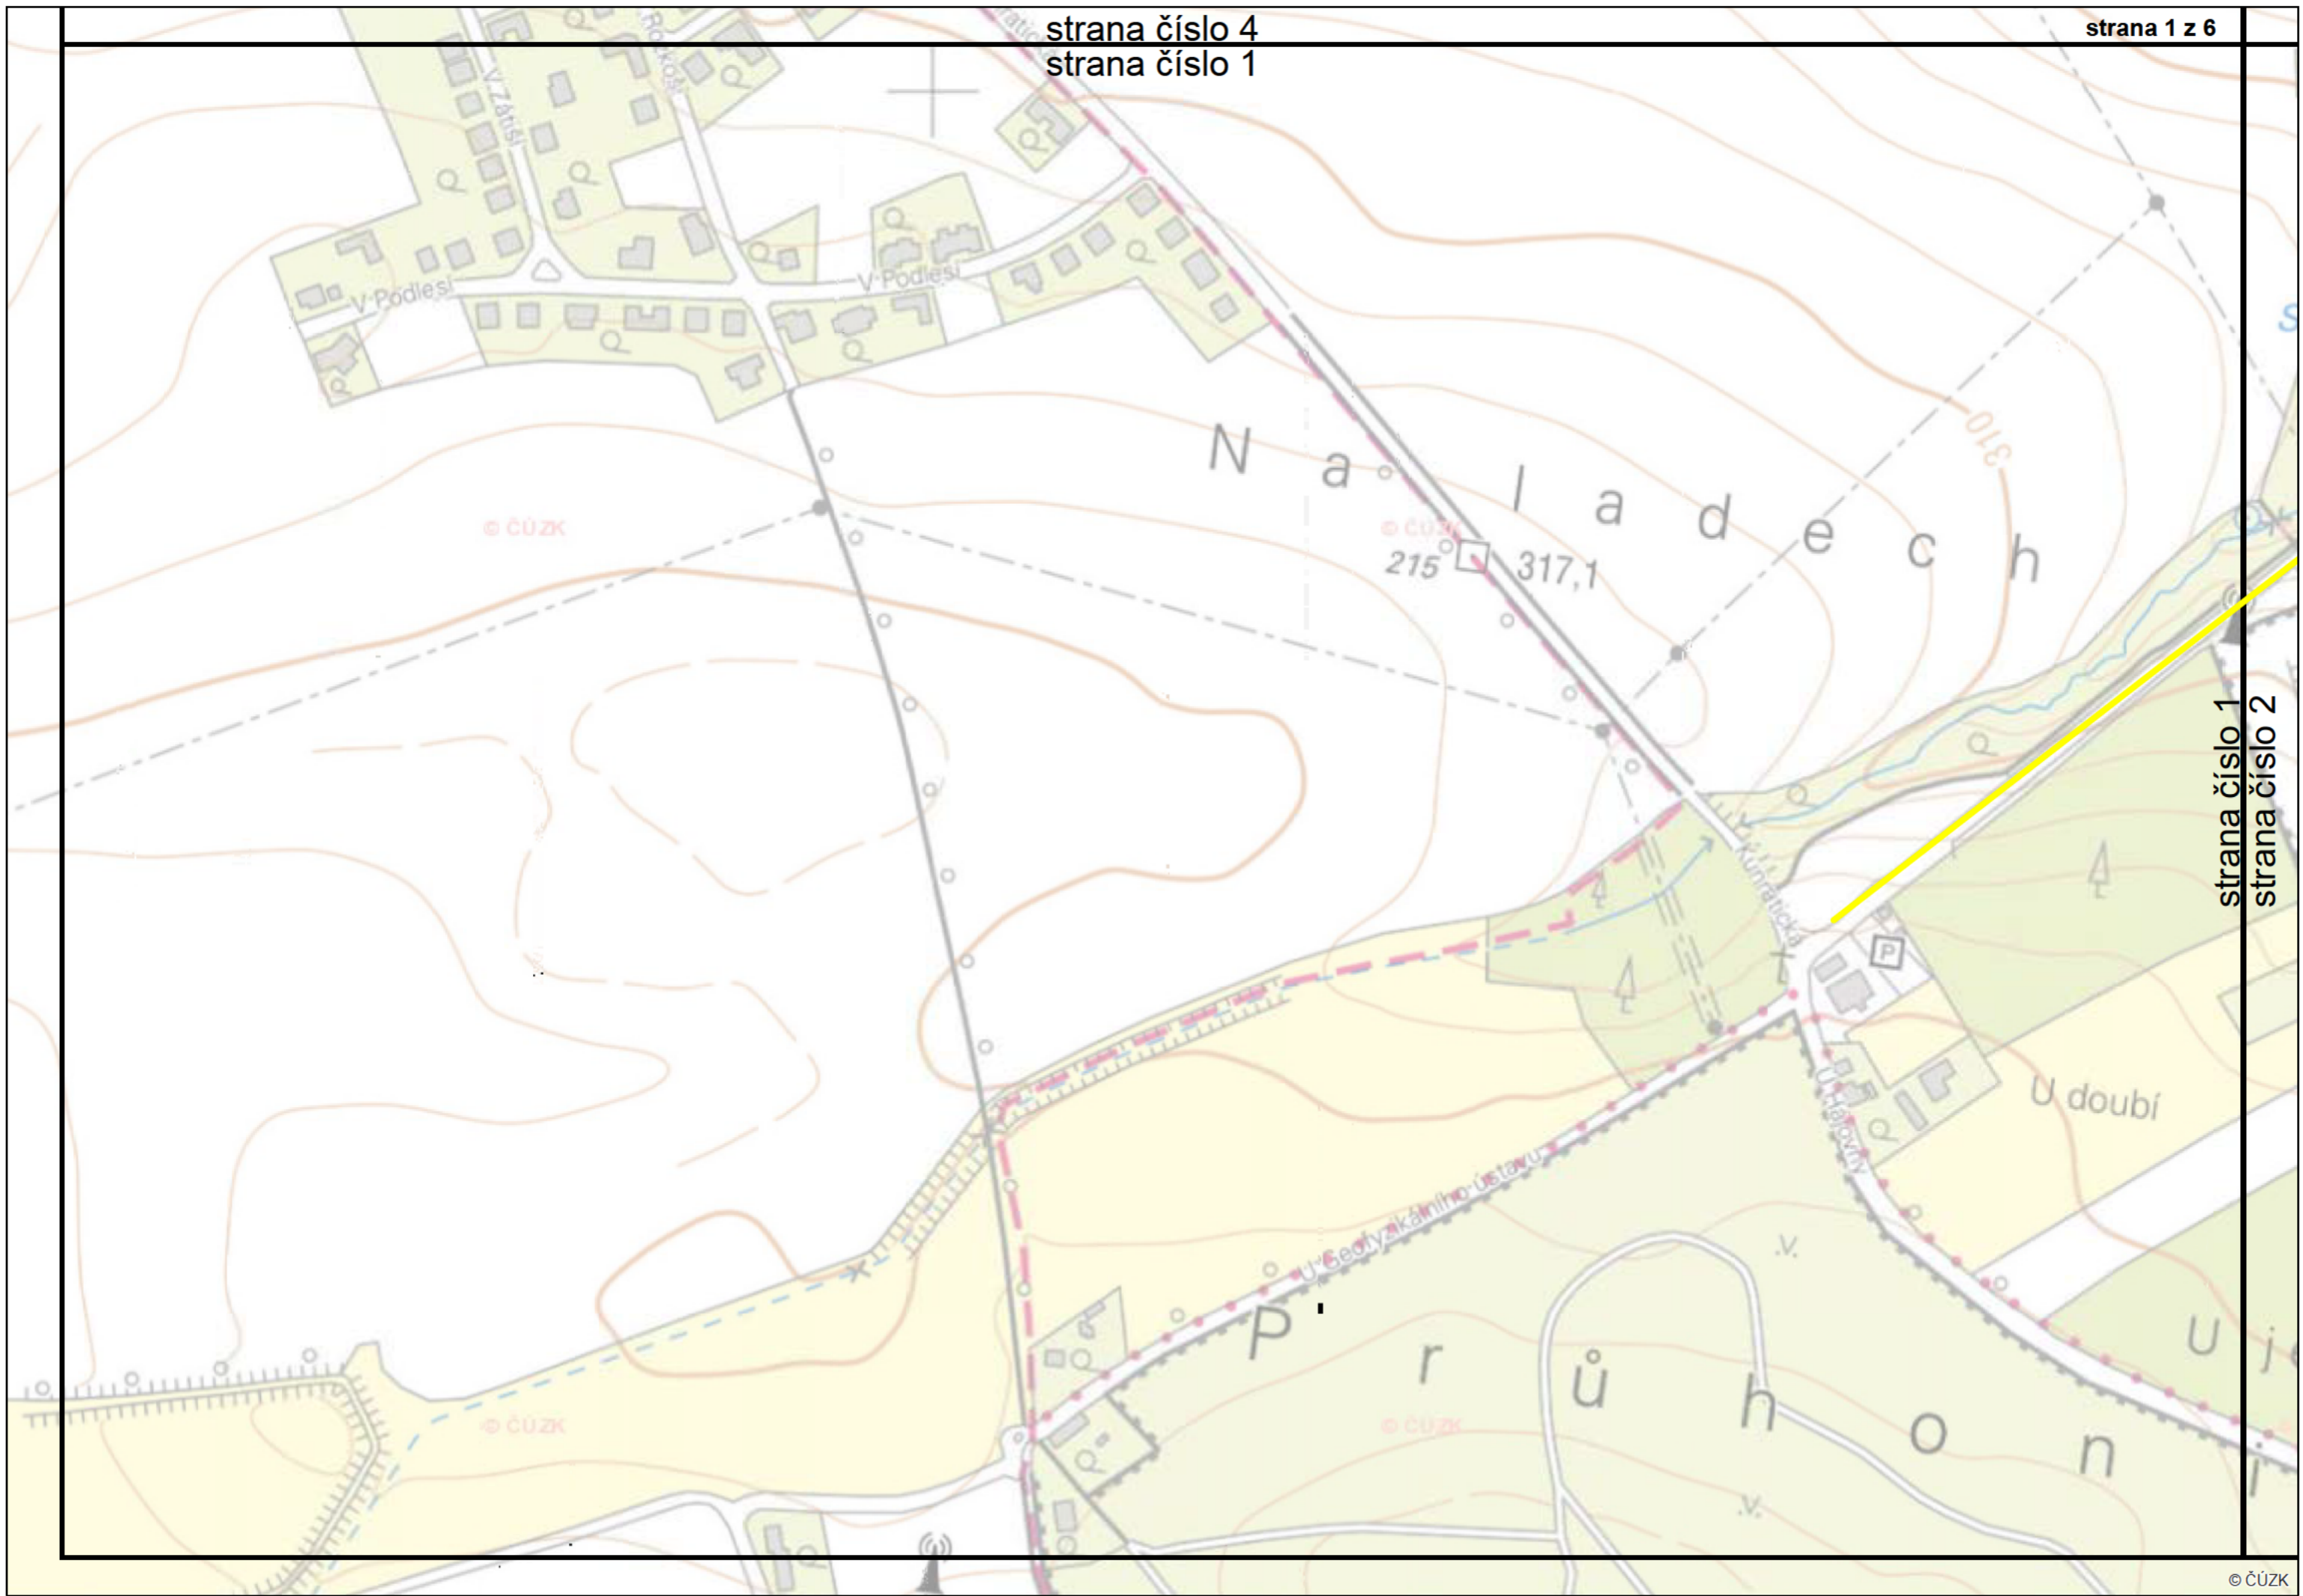 strana číslo 4
strana 1 z 6
strana číslo 1
V Zátiší
V Podlesí
V Podlesí
310
N a l a d e c h
© ČÚZK
© ČÚZK
215
317,1
strana číslo 1
strana číslo 2
Kunratická
P
U doubí
U Hájovny
U Geofyzikálního ústavu
P r ů h o n i
U j
© ČÚZK
© ČÚZK
© ČÚZK